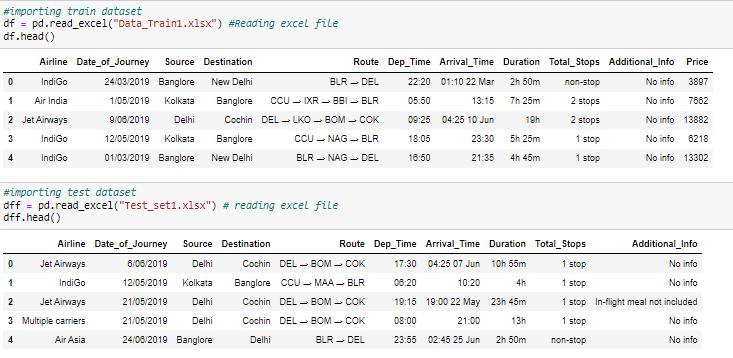 #importing train dataset
df = pd.read_excel("Data_Train1.xlsx") #Reading excel file
df.head()
Airline Date_of_Journey Source Destination Route Dep_Time Arrival_Time Duration Total_Stops Additional_Info Price
0 IndiGo 24/03/2019 Banglore New Delhi BLR → DEL 22:20 01:10 22 Mar 2h 50m non-stop No info 3897
1 Air India 1/05/2019 Kolkata Banglore CCU → IXR → BBI → BLR 05:50 13:15 7h 25m 2 stops No info 7662
2 Jet Airways 9/06/2019 Delhi Cochin DEL → LKO → BOM → COK 09:25 04:25 10 Jun 19h 2 stops No info 13882
3 IndiGo 12/05/2019 Kolkata Banglore CCU → NAG → BLR 18:05 23:30 5h 25m 1 stop No info 6218
4 IndiGo 01/03/2019 Banglore New Delhi BLR → NAG → DEL 16:50 21:35 4h 45m 1 stop No info 13302
#importing test dataset
dff = pd.read_excel("Test_set1.xlsx") # reading excel file
dff.head()
Airline Date_of_Journey Source Destination Route Dep_Time Arrival_Time Duration Total_Stops Additional_Info
0 Jet Airways 6/06/2019 Delhi Cochin DEL → BOM → COK 17:30 04:25 07 Jun 10h 55m 1 stop No info
1 IndiGo 12/05/2019 Kolkata Banglore CCU → MAA → BLR 06:20 10:20 4h 1 stop No info
2 Jet Airways 21/05/2019 Delhi Cochin DEL → BOM → COK 19:15 19:00 22 May 23h 45m 1 stop In-flight meal not included
3 Multiple carriers 21/05/2019 Delhi Cochin DEL → BOM → COK 08:00 21:00 13h 1 stop No info
4 Air Asia 24/06/2019 Banglore Delhi BLR → DEL 23:55 02:45 25 Jun 2h 50m non-stop No info